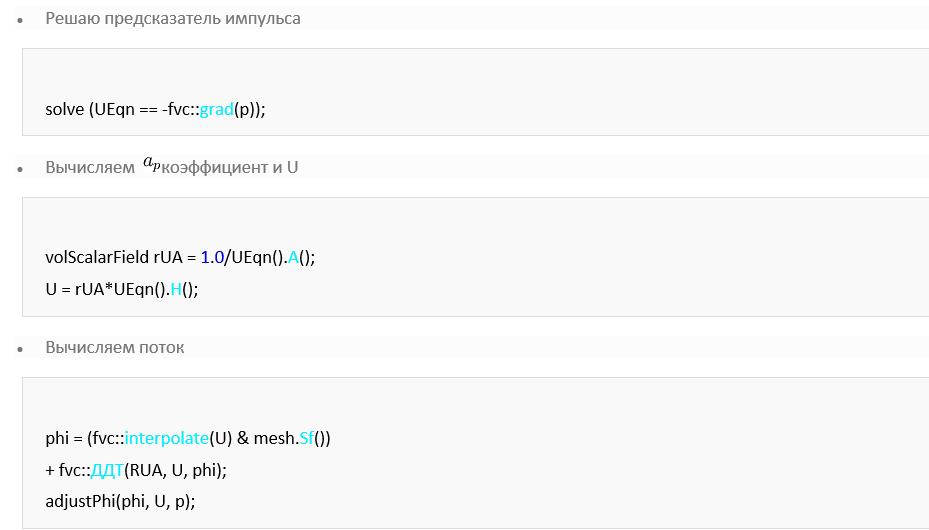 • Решаю предсказатель импульса
solve (UEqn == -fvc::grad(p));
• Вычисляем aₚ коэффициент и U
volScalarField rUA = 1.0/UEqn().A();
U = rUA*UEqn().H();
• Вычисляем поток
phi = (fvc::interpolate(U) & mesh.Sf())
+ fvc::ДДТ(RUA, U, phi);
adjustPhi(phi, U, p);